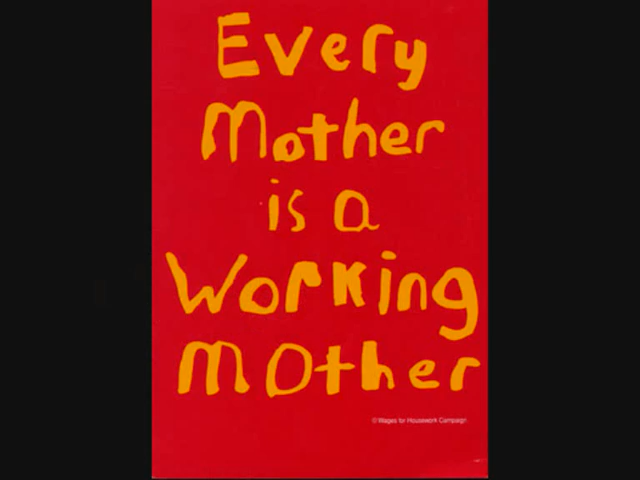 Every
Mother
is a
Working
Mother
© Wages for Housework Campaign